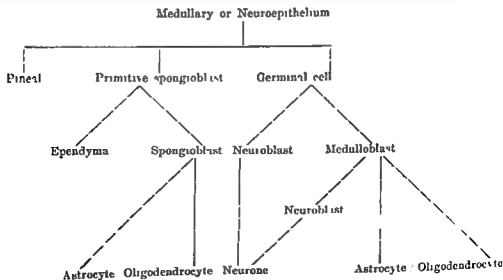 Medullary or Neuroepithelium
Pineal Primitive spongioblast Germinal cell
Ependyma Spongioblast Neuroblast Medulloblast
Neuroblast
Astrocyte Oligodendrocyte Neurone Astrocyte Oligodendrocyte